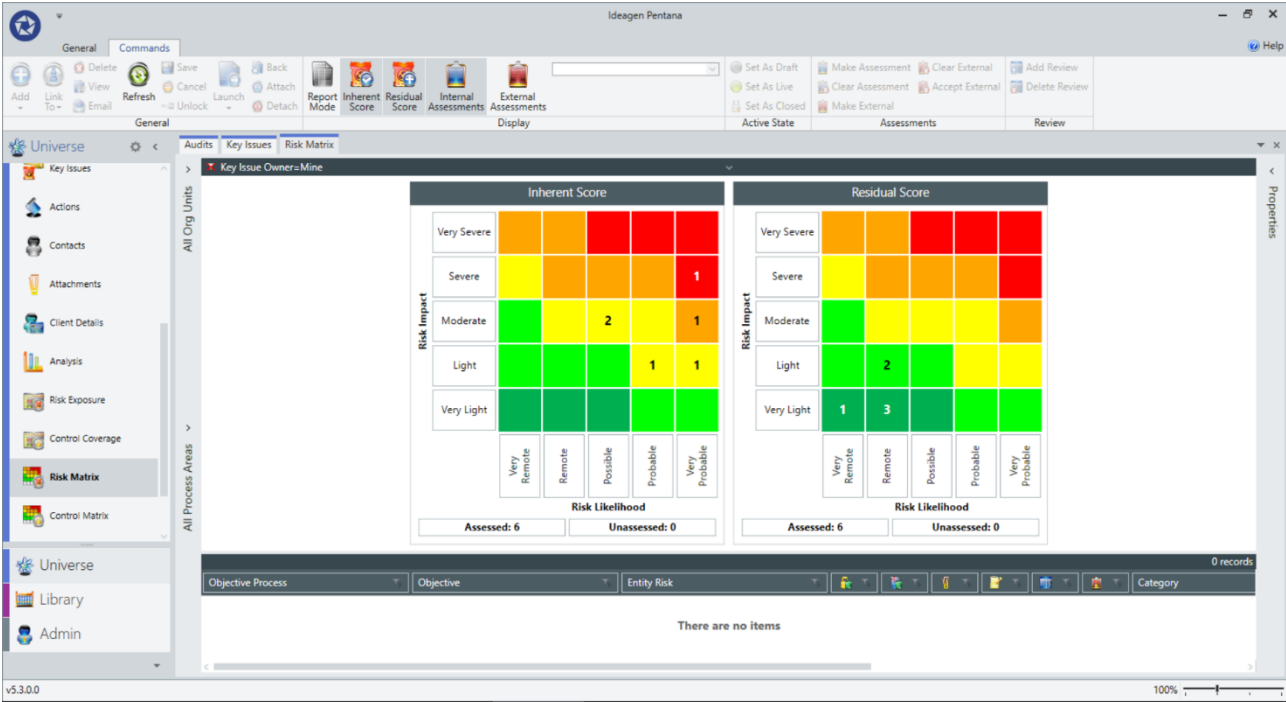 Ideagen Pentana
General Commands
Help
Add Link To Delete View Email Refresh Save Cancel Unlock Launch Back Attach Detach
General
Report Mode Inherent Score Residual Score Internal Assessments External Assessments
Display
Set As Draft
Set As Live
Set As Closed
Active State
Make Assessment Clear External
Clear Assessment Accept External
Make External
Assessments
Add Review
Delete Review
Review
Universe
Key Issues
Actions
Contacts
Attachments
Client Details
Analysis
Risk Exposure
Control Coverage
Risk Matrix
Control Matrix
Universe
Library
Admin
Audits Key Issues Risk Matrix
All Org Units
All Process Areas
Key Issue Owner=Mine
Properties
Inherent Score
Risk Impact
Very Severe
Severe 1
Moderate 2 1
Light 1 1
Very Light
Very Remote Remote Possible Probable Very Probable
Risk Likelihood
Assessed: 6 Unassessed: 0
Residual Score
Risk Impact
Very Severe
Severe
Moderate
Light 2
Very Light 1 3
Very Remote Remote Possible Probable Very Probable
Risk Likelihood
Assessed: 6 Unassessed: 0
0 records
Objective Process Objective Entity Risk Category
There are no items
v5.3.0.0
100%